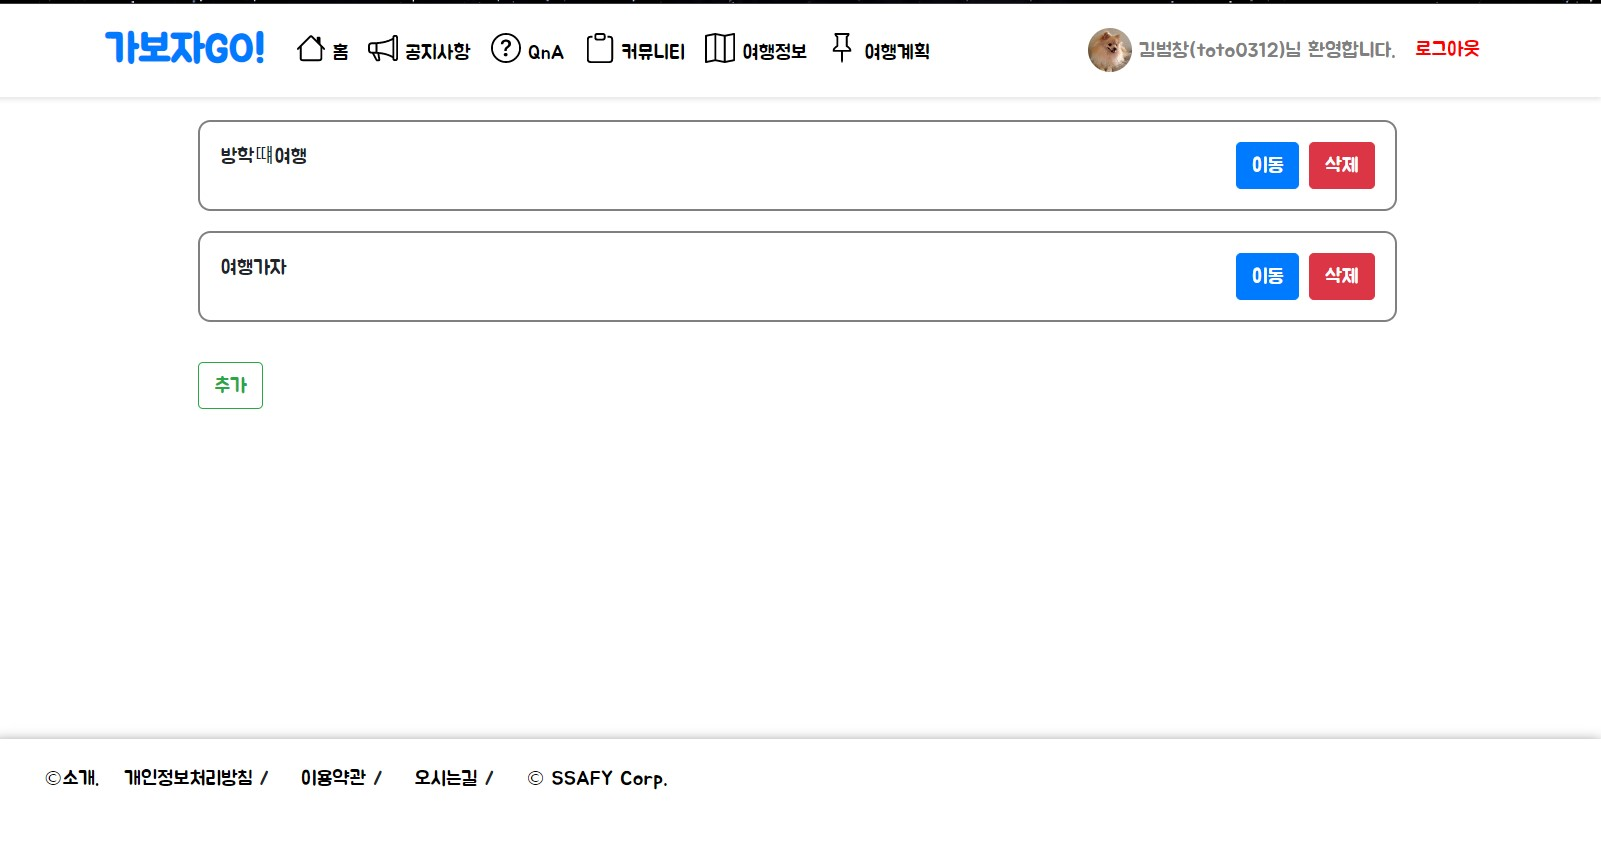 가보자GO! 홈 공지사항 QnA 커뮤니티 여행정보 여행계획 김범창(toto0312)님 환영합니다. 로그아웃
방학떄여행 이동 삭제
여행가자 이동 삭제
추가
©소개. 개인정보처리방침 / 이용약관 / 오시는길 / © SSAFY Corp.